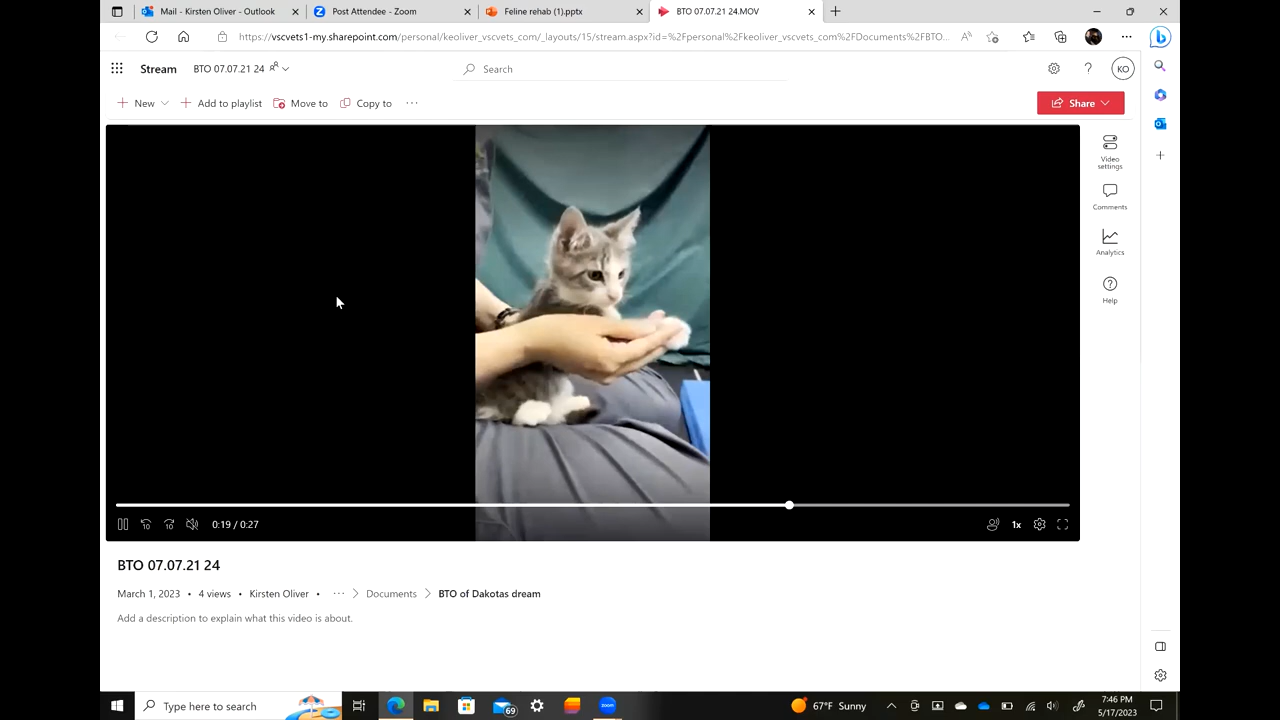 Mail - Kirsten Oliver - Outlook
Post Attendee - Zoom
Feline rehab (1).pptx
BTO 07.07.21 24.MOV
https://vscvets1-my.sharepoint.com/personal/keoliver_vscvets_com/_layouts/15/stream.aspx?id=%2Fpersonal%2Fkeoliver_vscvets_com%2FDocuments%2FBTO...
Stream
BTO 07.07.21 24
Search
KO
New
Add to playlist
Move to
Copy to
Share
Video settings
Comments
Analytics
Help
10
10
0:19 / 0:27
1x
BTO 07.07.21 24
March 1, 2023 • 4 views • Kirsten Oliver • ··· > Documents > BTO of Dakotas dream
Add a description to explain what this video is about.
Type here to search
69
zoom
67°F Sunny
7:46 PM
5/17/2023